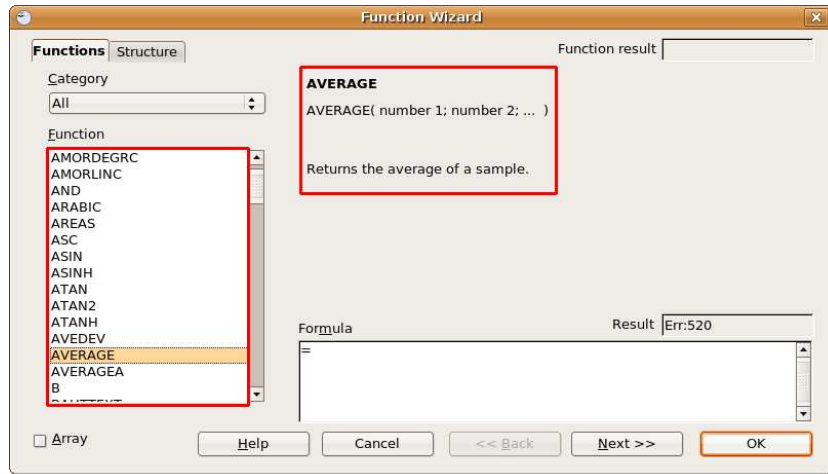 Function Wizard
Functions Structure
Function result
Category
All
Function
AMORDEGRC
AMORLINC
AND
ARABIC
AREAS
ASC
ASIN
ASINH
ATAN
ATAN2
ATANH
AVEDEV
AVERAGE
AVERAGEA
B
AVERAGE
AVERAGE( number 1; number 2; ... )
Returns the average of a sample.
Formula
Result Err:520
=
Array
Help
Cancel
<< Back
Next >>
OK